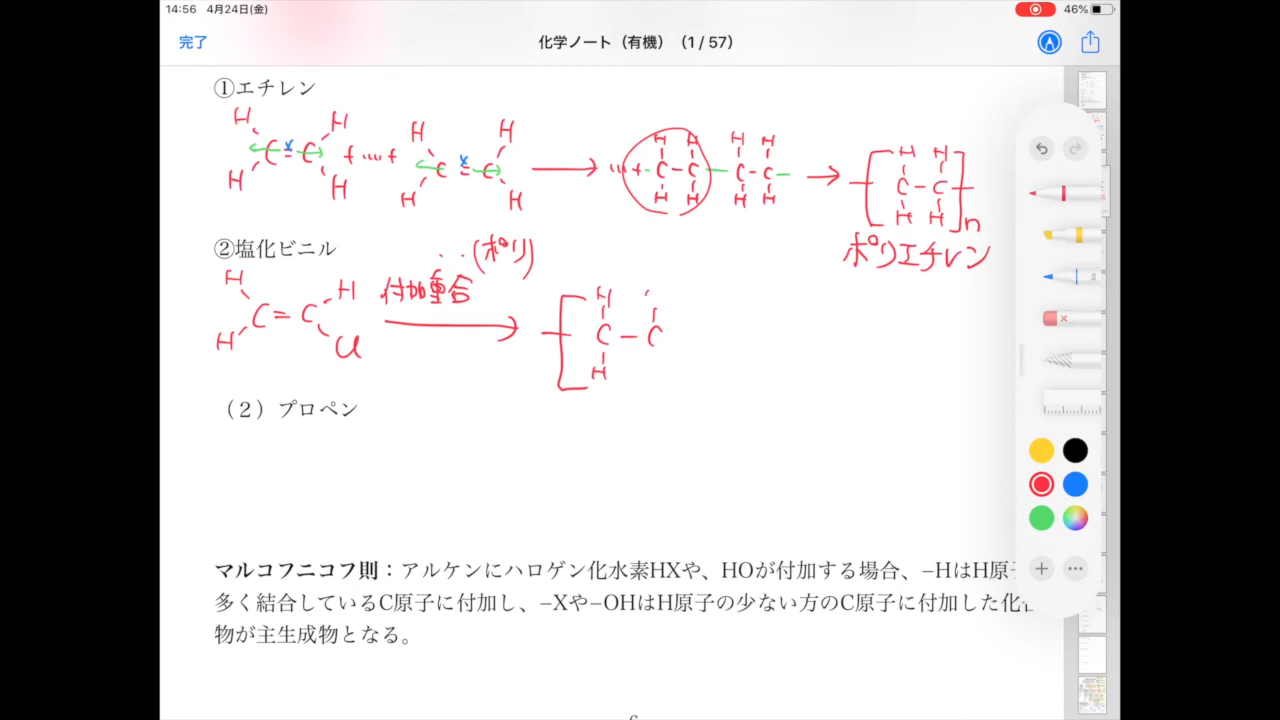 14:56 4月24日(金) 46%
完了 化学ノート（有機）（1 / 57）
①エチレン
H H H H H H H H
C = C + ･･･ + C = C ･･･+ C - C - C - C - C - C
H H H H H H H H H H n
ポリエチレン
②塩化ビニル
(ポリ)
H H 付加重合 H
C = C C - C
H Cl H
（２）プロペン
マルコフニコフ則：アルケンにハロゲン化水素HXや、HOが付加する場合、–HはH原
多く結合しているC原子に付加し、–Xや–OHはH原子の少ない方のC原子に付加した化
物が主生成物となる。